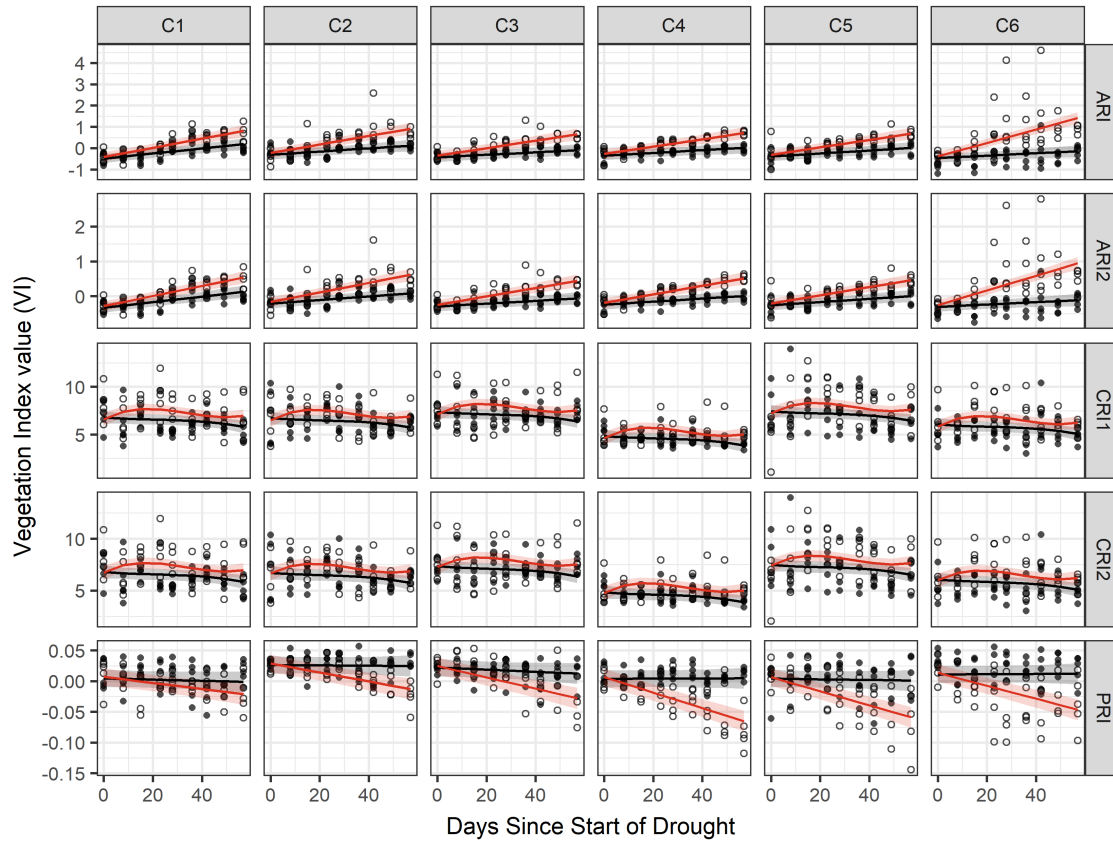 C1 C2 C3 C4 C5 C6
4
3
2
1
0
-1
ARI
2
1
0
ARI2
10
5
CRI1
10
5
CRI2
0.05
0.00
-0.05
-0.10
-0.15
PRI
0 20 40 0 20 40 0 20 40 0 20 40 0 20 40 0 20 40
Vegetation Index value (VI)
Days Since Start of Drought